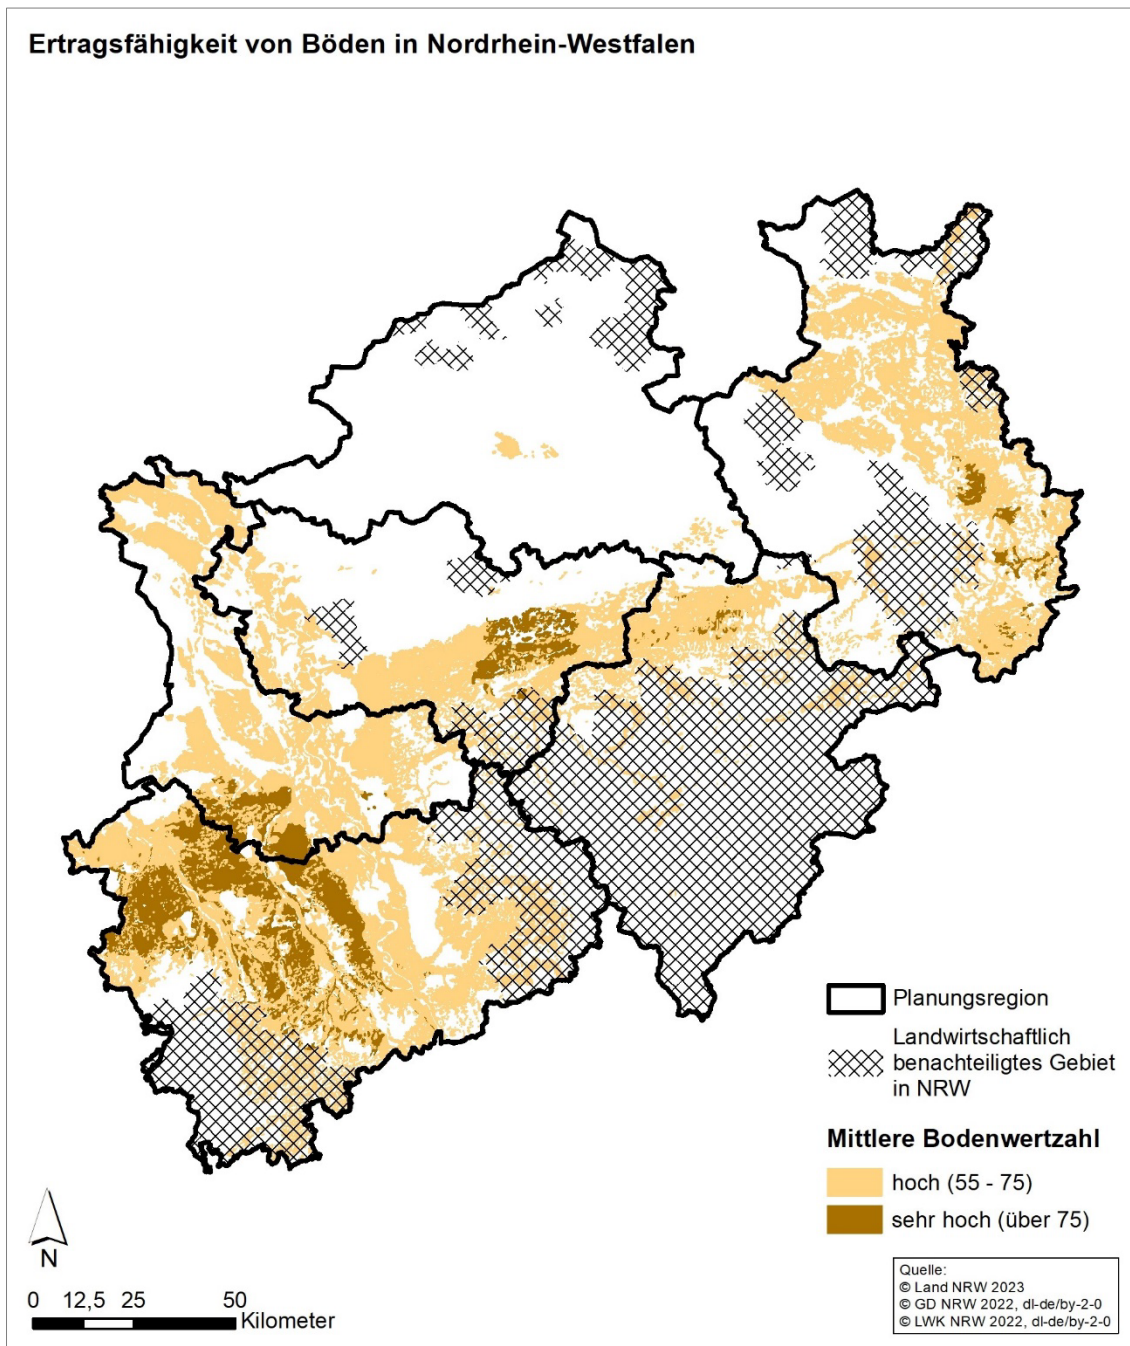 Ertragsfähigkeit von Böden in Nordrhein-Westfalen
Planungsregion
Landwirtschaftlich
benachteiligtes Gebiet
in NRW
Mittlere Bodenwertzahl
hoch (55 - 75)
sehr hoch (über 75)
N
0 12,5 25 50
Kilometer
Quelle:
© Land NRW 2023
© GD NRW 2022, dl-de/by-2-0
© LWK NRW 2022, dl-de/by-2-0